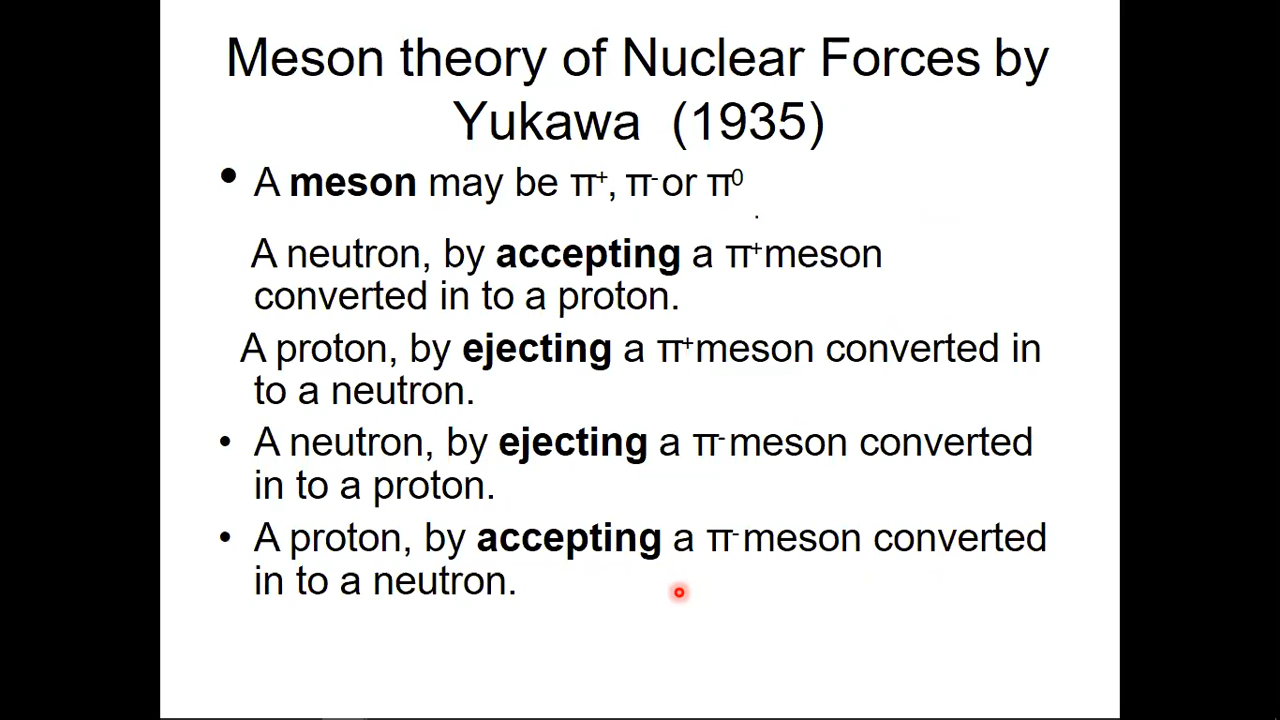 Meson theory of Nuclear Forces by
Yukawa (1935)
• A meson may be π⁺, π⁻ or π⁰
A neutron, by accepting a π⁺ meson
converted in to a proton.
A proton, by ejecting a π⁺ meson converted in
to a neutron.
• A neutron, by ejecting a π⁻ meson converted
in to a proton.
• A proton, by accepting a π⁻ meson converted
in to a neutron.